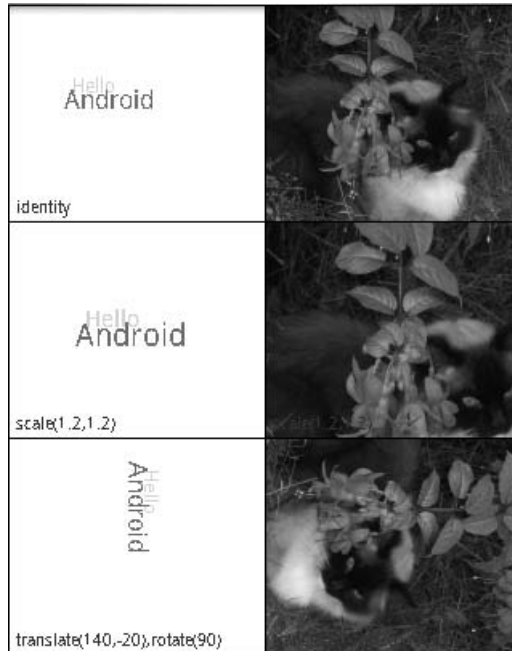 Hello
Android
identity
Hello
Android
scale(1.2,1.2)
Hello
Android
translate(140,-20),rotate(90)